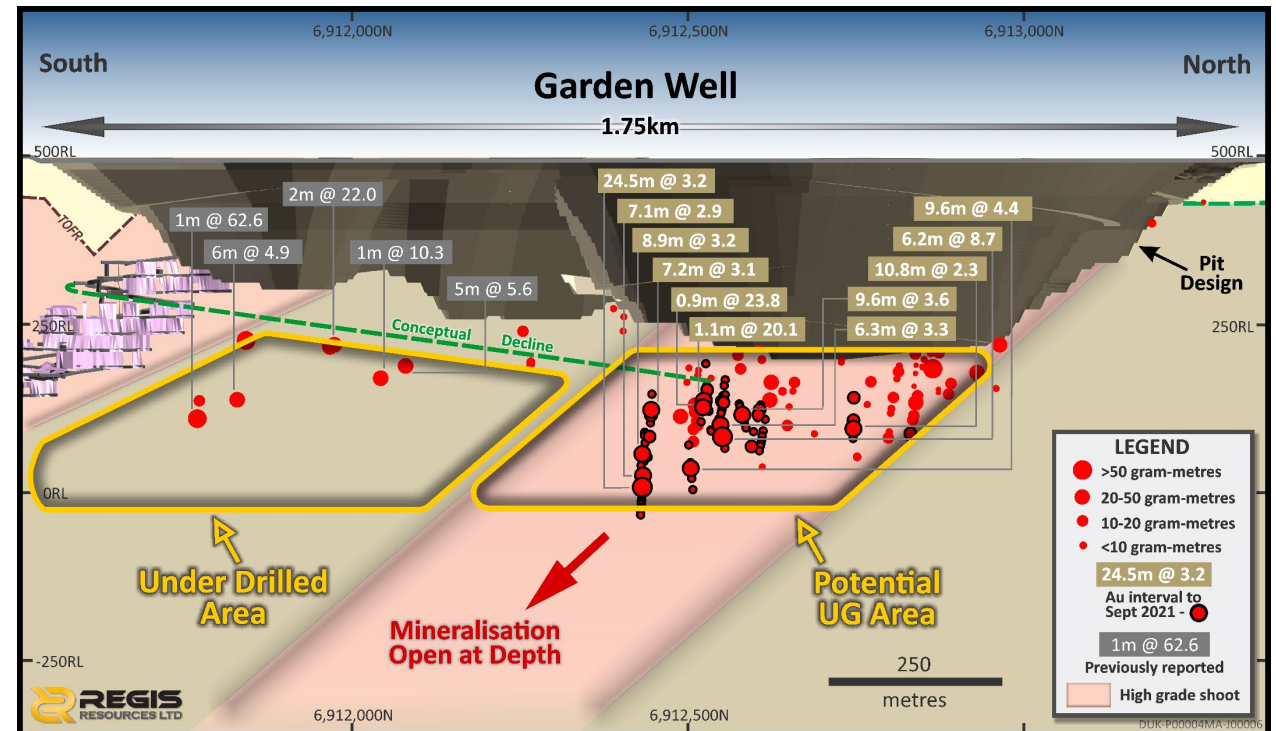 6,912,000N
6,912,500N
6,913,000N
South
North
Garden Well
1.75km
500RL
500RL
TOFR
2m @ 22.0
1m @ 62.6
6m @ 4.9
1m @ 10.3
5m @ 5.6
24.5m @ 3.2
7.1m @ 2.9
8.9m @ 3.2
7.2m @ 3.1
0.9m @ 23.8
1.1m @ 20.1
9.6m @ 4.4
6.2m @ 8.7
10.8m @ 2.3
9.6m @ 3.6
6.3m @ 3.3
Pit
Design
250RL
250RL
Conceptual Decline
0RL
Under Drilled
Area
Potential
UG Area
Mineralisation
Open at Depth
-250RL
250
metres
REGIS
RESOURCES LTD
6,912,000N
6,912,500N
LEGEND
>50 gram-metres
20-50 gram-metres
10-20 gram-metres
<10 gram-metres
24.5m @ 3.2
Au interval to
Sept 2021 -
1m @ 62.6
Previously reported
High grade shoot
DUK-P00004MA-J00006